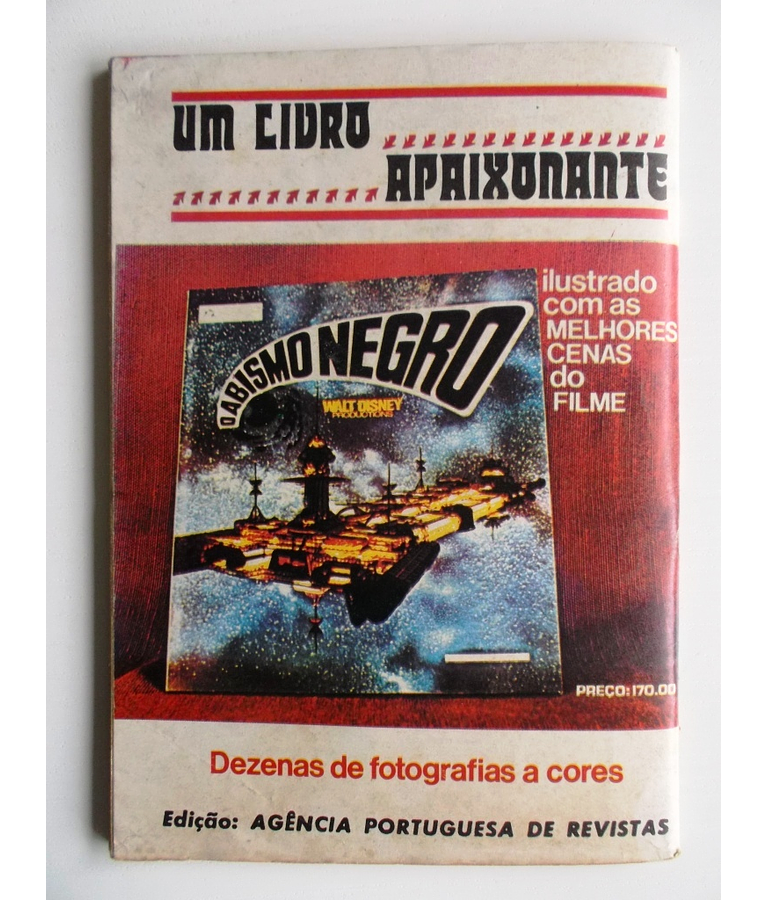 UM LIVRO
APAIXONANTE
ilustrado
com as
MELHORES
CENAS
do
FILME
O ABISMO NEGRO
WALT DISNEY
PRODUCTIONS
PREÇO: 170.00
Dezenas de fotografias a cores
Edição: AGÊNCIA PORTUGUESA DE REVISTAS